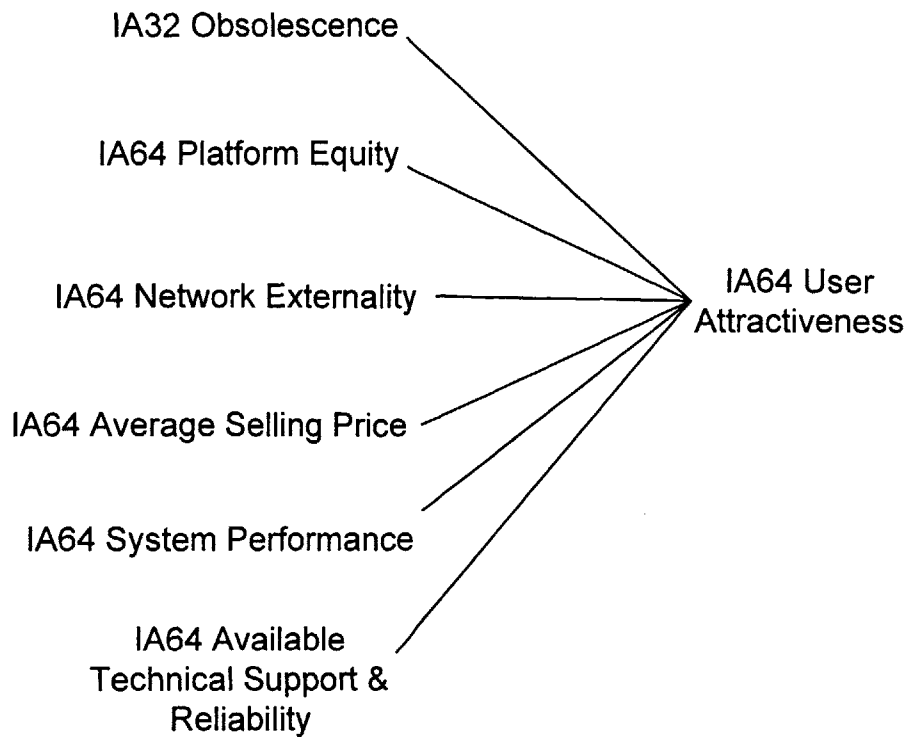 IA32 Obsolescence
IA64 Platform Equity
IA64 Network Externality
IA64 User
Attractiveness
IA64 Average Selling Price
IA64 System Performance
IA64 Available
Technical Support &
Reliability